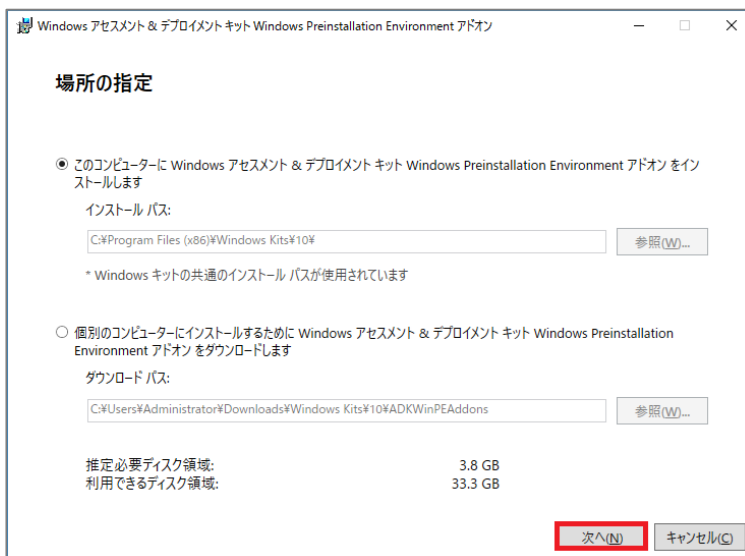 Windows アセスメント & デプロイメント キット Windows Preinstallation Environment アドオン
場所の指定
このコンピューターに Windows アセスメント & デプロイメント キット Windows Preinstallation Environment アドオン をイン
ストールします
インストール パス:
C:¥Program Files (x86)¥Windows Kits¥10¥
参照(W)...
* Windows キットの共通のインストール パスが使用されています
個別のコンピューターにインストールするために Windows アセスメント & デプロイメント キット Windows Preinstallation
Environment アドオン をダウンロードします
ダウンロード パス:
C:¥Users¥Administrator¥Downloads¥Windows Kits¥10¥ADKWinPEAddons
参照(W)...
推定必要ディスク領域: 3.8 GB
利用できるディスク領域: 33.3 GB
次へ(N) キャンセル(C)